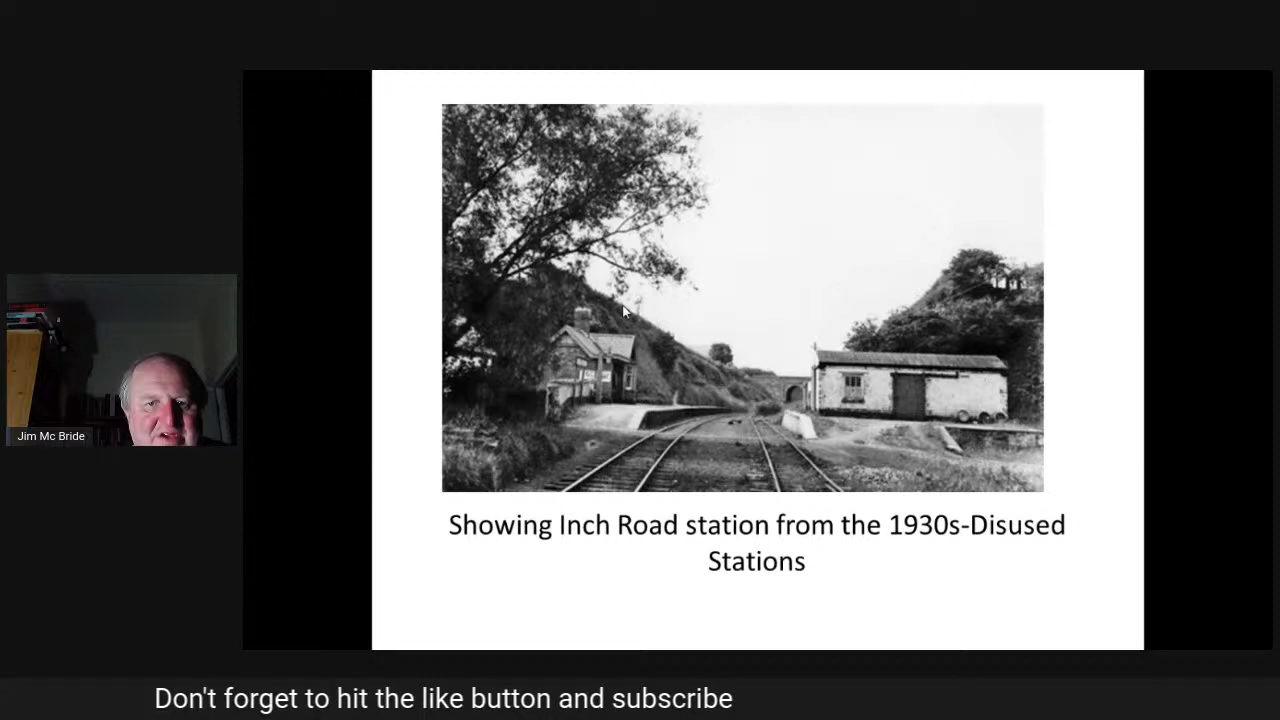 Jim Mc Bride
Showing Inch Road station from the 1930s-Disused
Stations
Don't forget to hit the like button and subscribe